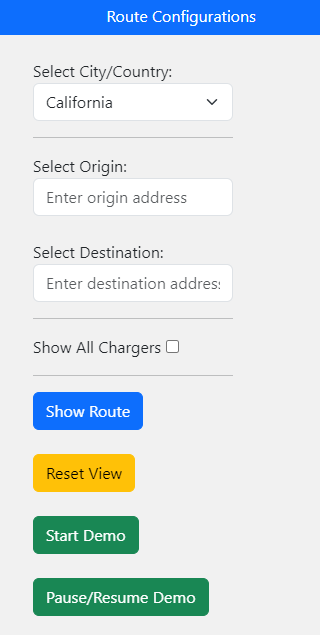 Route Configurations
Select City/Country:
California
Select Origin:
Enter origin address
Select Destination:
Enter destination address
Show All Chargers
Show Route
Reset View
Start Demo
Pause/Resume Demo